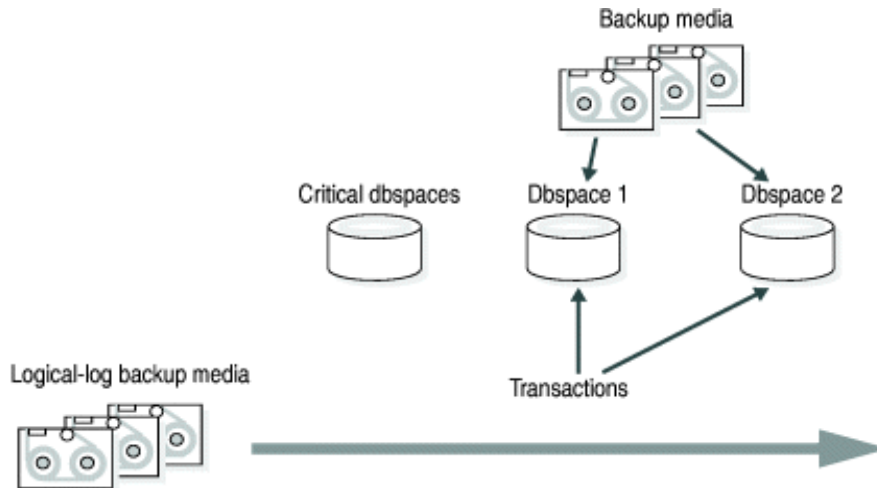 Backup media
Critical dbspaces
Dbspace 1
Dbspace 2
Transactions
Logical-log backup media